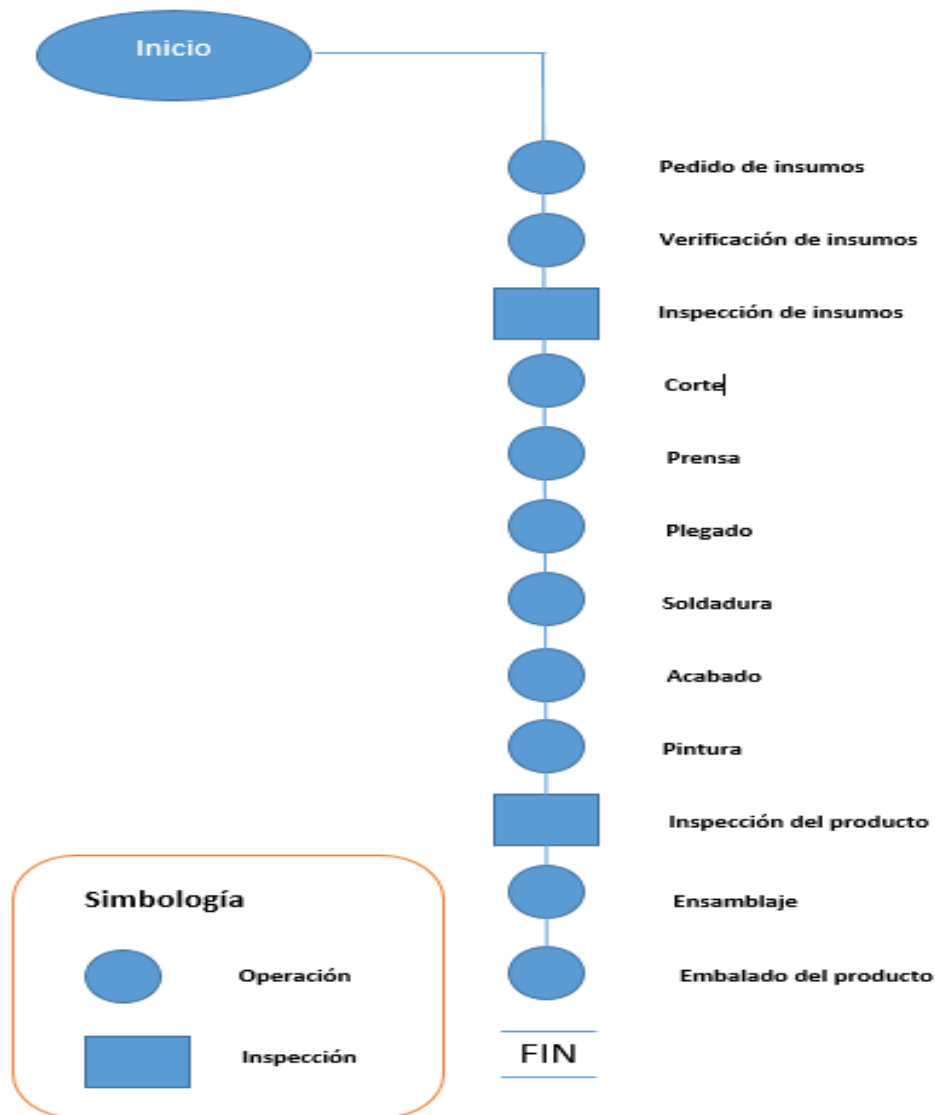 Inicio
Pedido de insumos
Verificación de insumos
Inspección de insumos
Corte
Prensa
Plegado
Soldadura
Acabado
Pintura
Inspección del producto
Ensamblaje
Embalado del producto
FIN
Simbología
Operación
Inspección